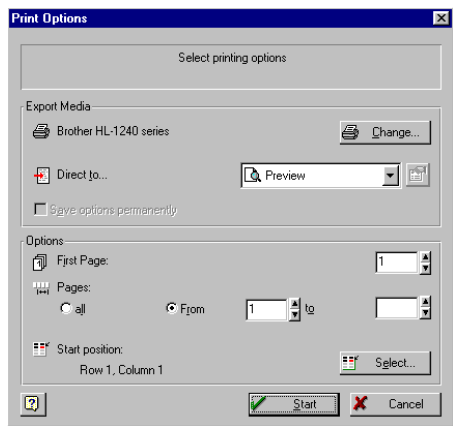 Print Options
Select printing options
Export Media
Brother HL-1240 series
Change...
Direct to...
Preview
Save options permanently
Options
First Page:
1
Pages:
all
From
1
to
Start position:
Row 1, Column 1
Select...
Start
Cancel